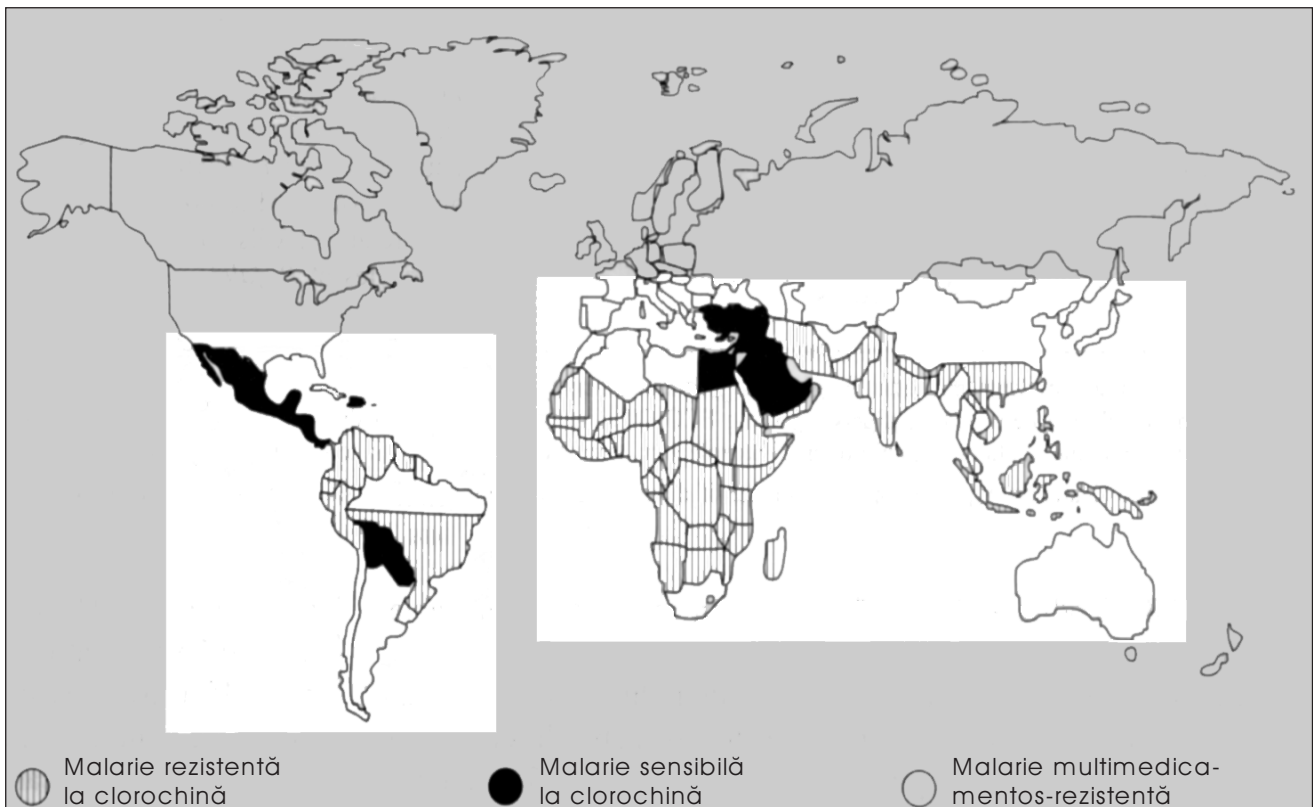 Malarie rezistentă
la clorochină
Malarie sensibilă
la clorochină
Malarie multimedica-
mentos-rezistentă